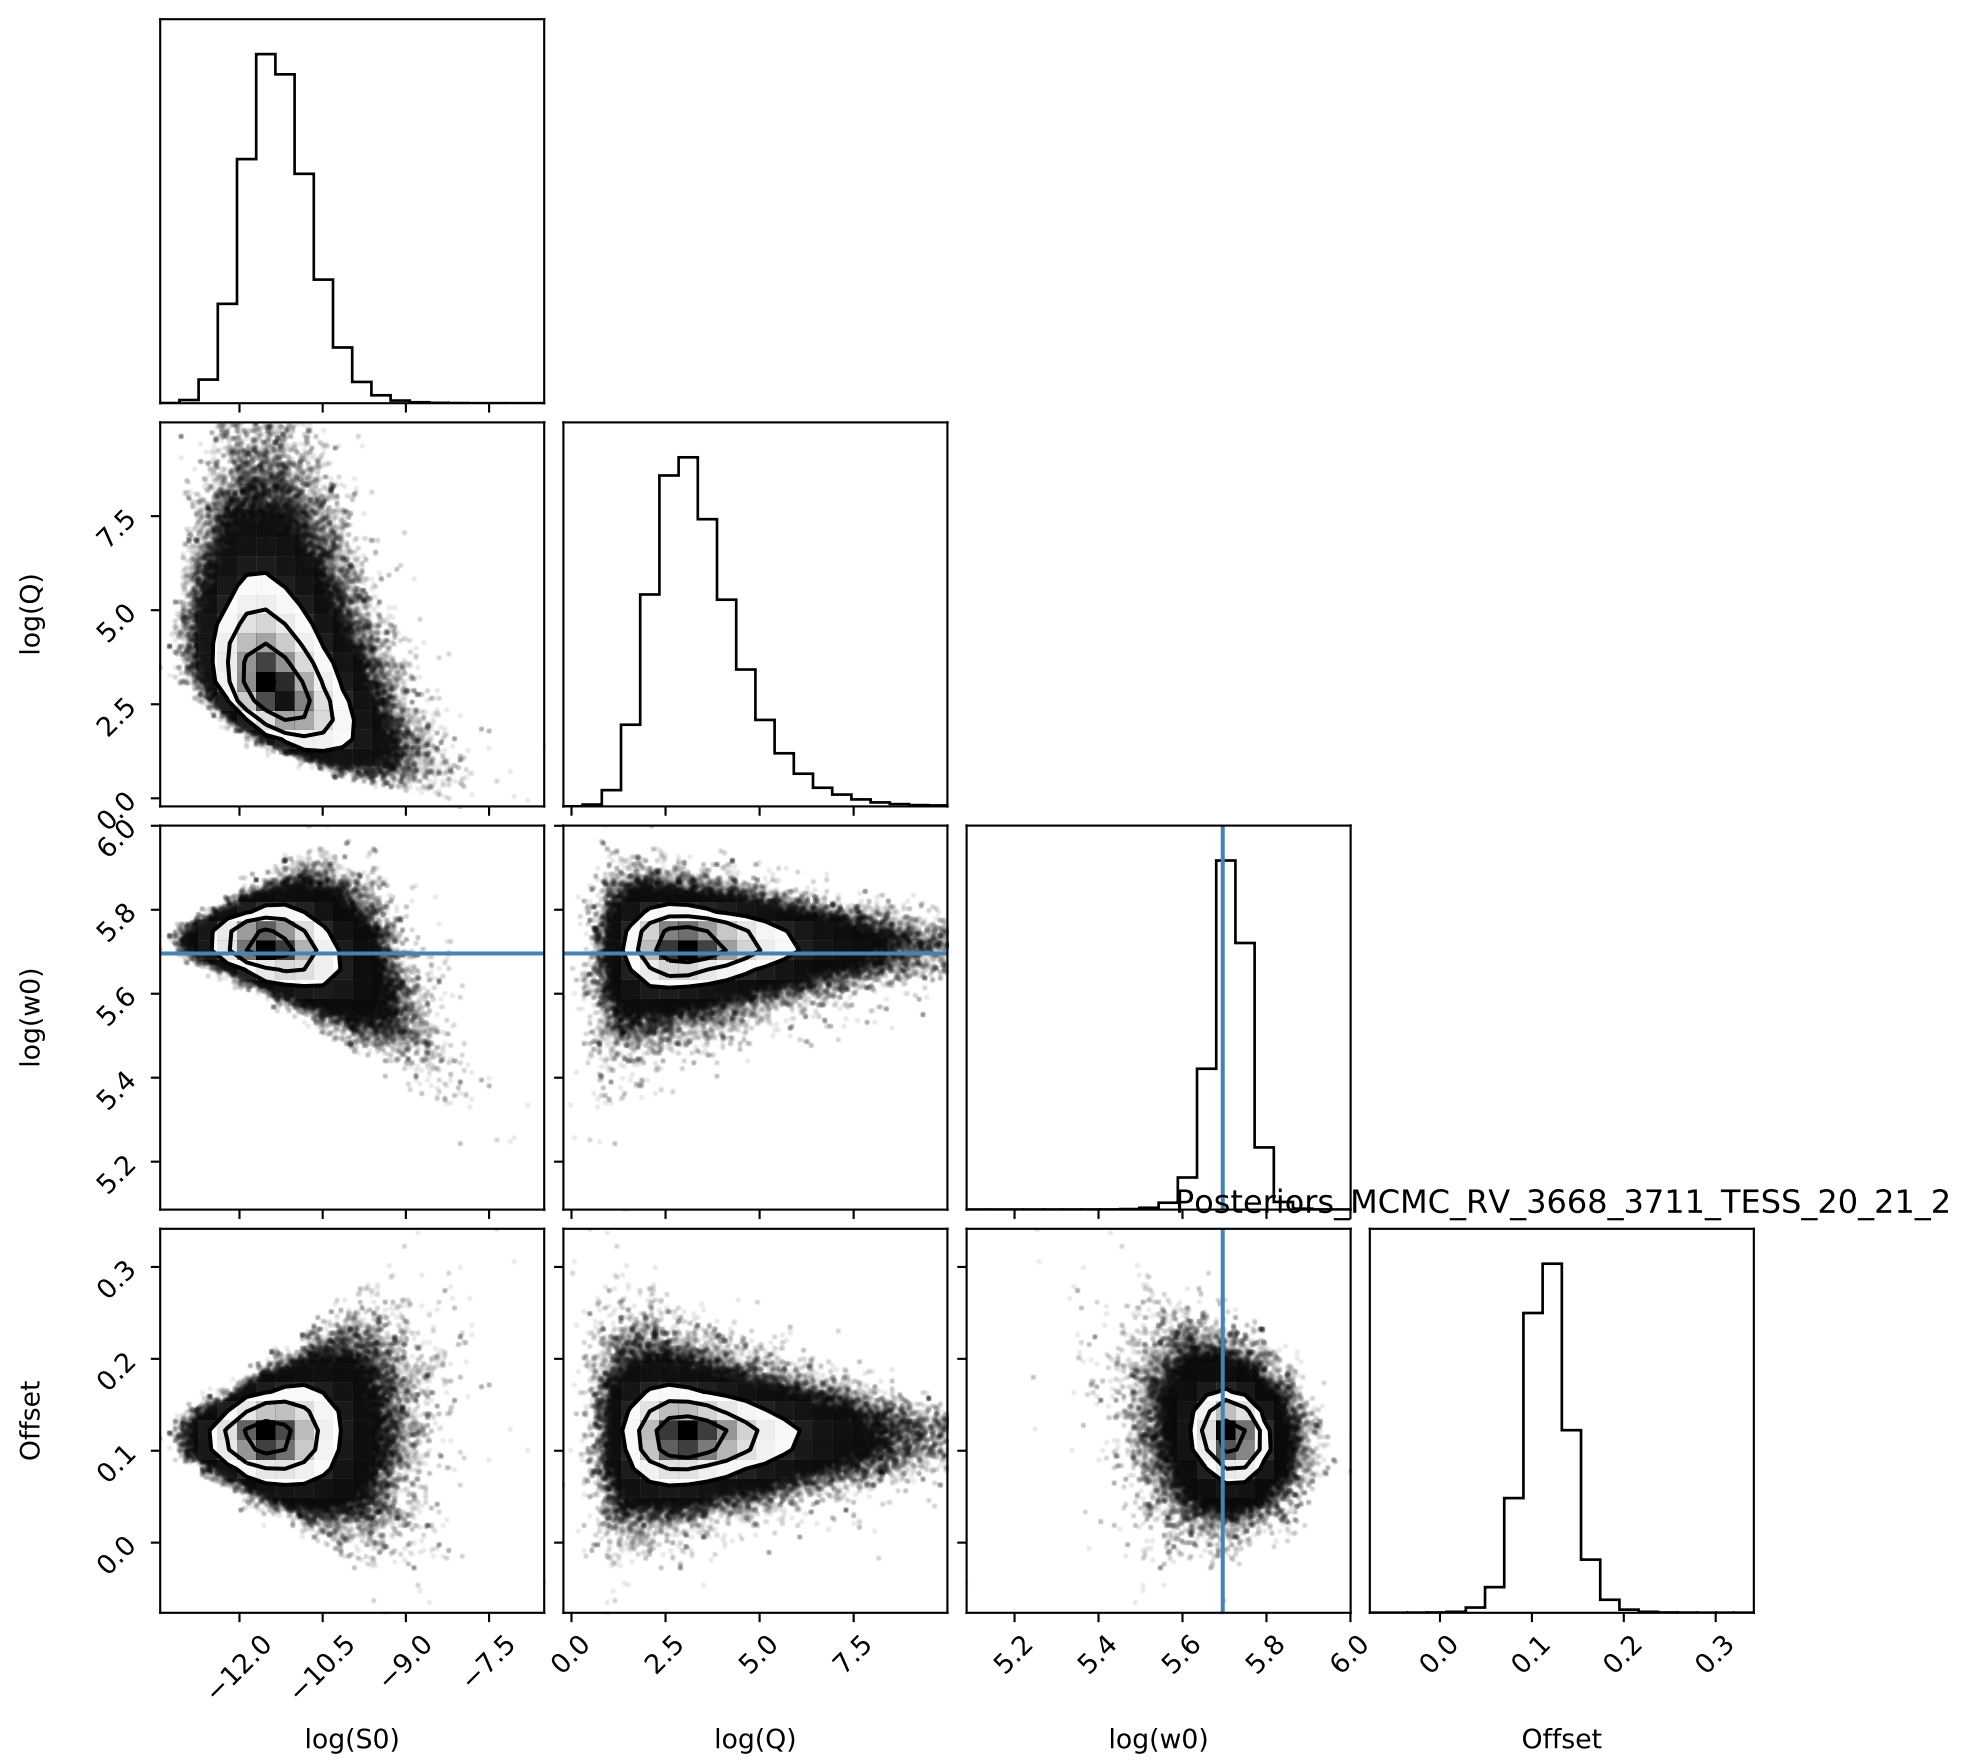 log(Q)
7.5
5.0
2.5
0.0
log(w0)
6.0
5.8
5.6
5.4
5.2
Posteriors_MCMC_RV_3668_3711_TESS_20_21_2
Offset
0.3
0.2
0.1
0.0
−12.0 −10.5 −9.0 −7.5 0.0 2.5 5.0 7.5 5.2 5.4 5.6 5.8 6.0 0.0 0.1 0.2 0.3
log(S0) log(Q) log(w0) Offset